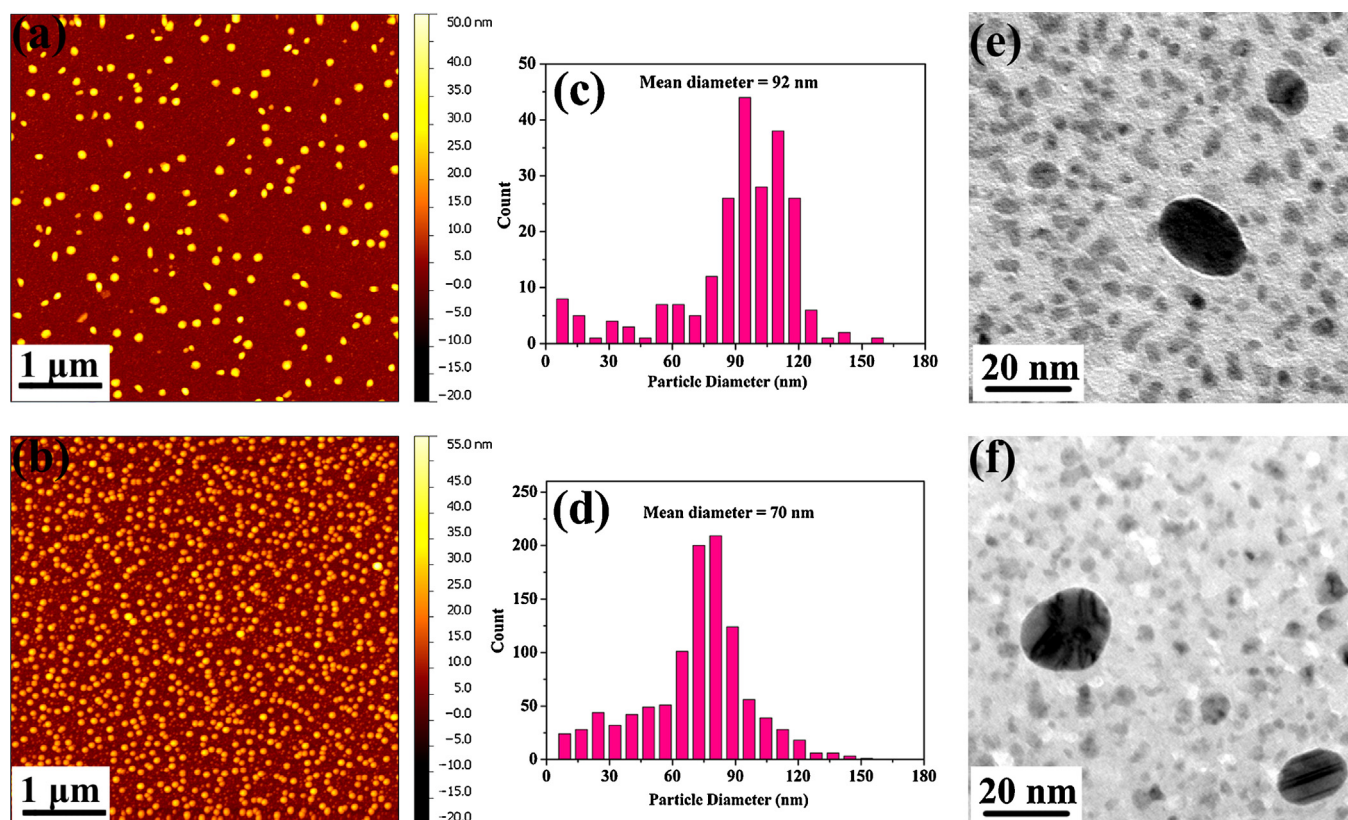 (a)
1 μm
50.0 nm
40.0
35.0
30.0
25.0
20.0
15.0
10.0
5.0
−0.0
−5.0
−10.0
−15.0
−20.0
(c)
Mean diameter = 92 nm
50
40
30
20
10
0
Count
0 30 60 90 120 150 180
Particle Diameter (nm)
(e)
20 nm
(b)
1 μm
55.0 nm
45.0
40.0
35.0
30.0
25.0
20.0
15.0
10.0
5.0
−0.0
−5.0
−10.0
−20.0
(d)
Mean diameter = 70 nm
250
200
150
100
50
0
Count
0 30 60 90 120 150 180
Particle Diameter (nm)
(f)
20 nm